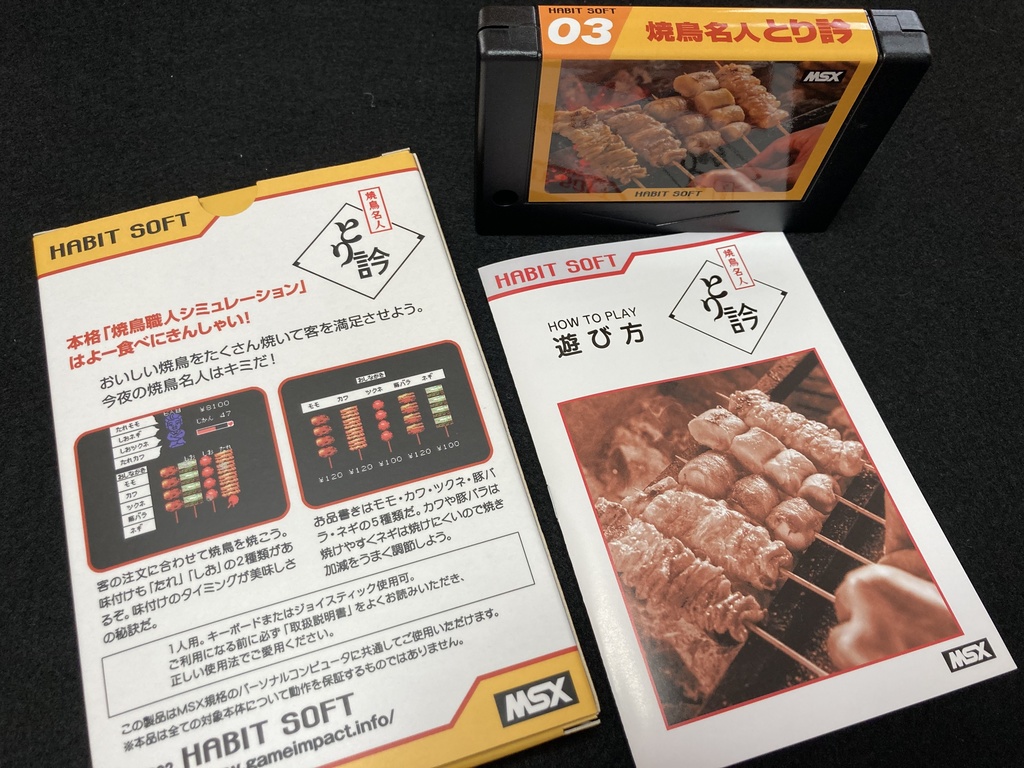 HABIT SOFT
03
焼鳥名人とり詅
MSX
HABIT SOFT
HABIT SOFT
焼鳥名人
とり詅
本格「焼鳥職人シミュレーション」
はよー食べにきんしゃい!
おいしい焼鳥をたくさん焼いて客を満足させよう。
今夜の焼鳥名人はキミだ!
たれモモ
しおネギ
しおツクネ
たれカワ
おしながき
モモ
カワ
ツクネ
豚バラ
ネギ
¥8100
じかん 47
しお しお たれ
おしながき
モモ カワ ツクネ 豚バラ ネギ
¥120 ¥120 ¥100 ¥120 ¥100
客の注文に合わせて焼鳥を焼こう。
味付けも「たれ」「しお」の2種類があ
るぞ。味付けのタイミングが美味しさ
の秘訣だ。
お品書きはモモ・カワ・ツクネ・豚バ
ラ・ネギの5種類だ。カワや豚バラは
焼けやすくネギは焼けにくいので焼き
加減をうまく調節しよう。
1人用。キーボードまたはジョイスティック使用可。
ご利用になる前に必ず「取扱説明書」をよくお読みいただき、
正しい使用法でご愛用ください。
この製品はMSX規格のパーソナルコンピュータに共通してご使用いただけます。
※本品は全ての対象本体について動作を保証するものではありません。
HABIT SOFT
w.gameimpact.info/
MSX
HABIT SOFT
焼鳥名人
とり詅
HOW TO PLAY
遊び方
MSX